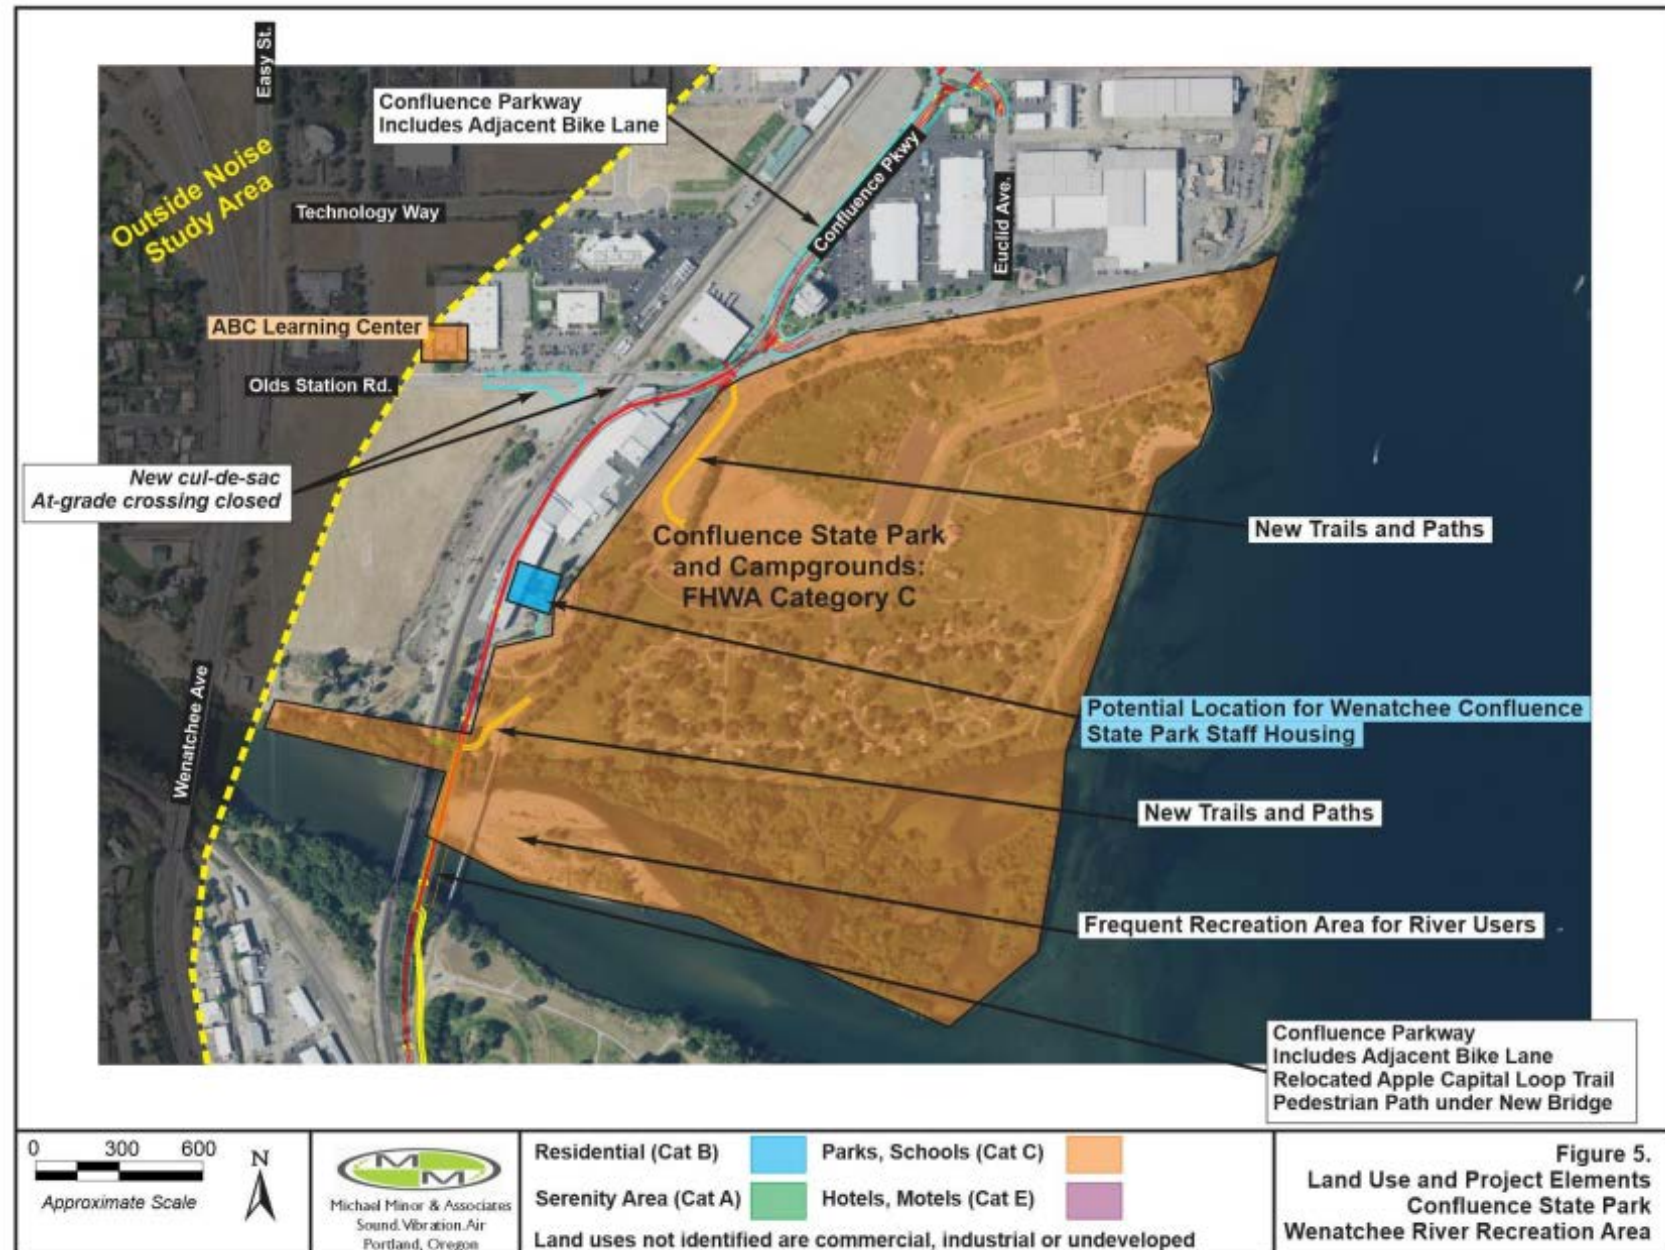 Easy St.
Confluence Parkway
Includes Adjacent Bike Lane
Outside Noise
Study Area
Technology Way
Confluence Pkwy
Euclid Ave.
ABC Learning Center
Olds Station Rd.
New cul-de-sac
At-grade crossing closed
New Trails and Paths
Confluence State Park
and Campgrounds:
FHWA Category C
Wenatchee Ave
Potential Location for Wenatchee Confluence
State Park Staff Housing
New Trails and Paths
Frequent Recreation Area for River Users
Confluence Parkway
Includes Adjacent Bike Lane
Relocated Apple Capital Loop Trail
Pedestrian Path under New Bridge
0 300 600
Approximate Scale
N
M M
Michael Minor & Associates
Sound.Vibration.Air
Portland, Oregon
Residential (Cat B)
Parks, Schools (Cat C)
Serenity Area (Cat A)
Hotels, Motels (Cat E)
Land uses not identified are commercial, industrial or undeveloped
Figure 5.
Land Use and Project Elements
Confluence State Park
Wenatchee River Recreation Area